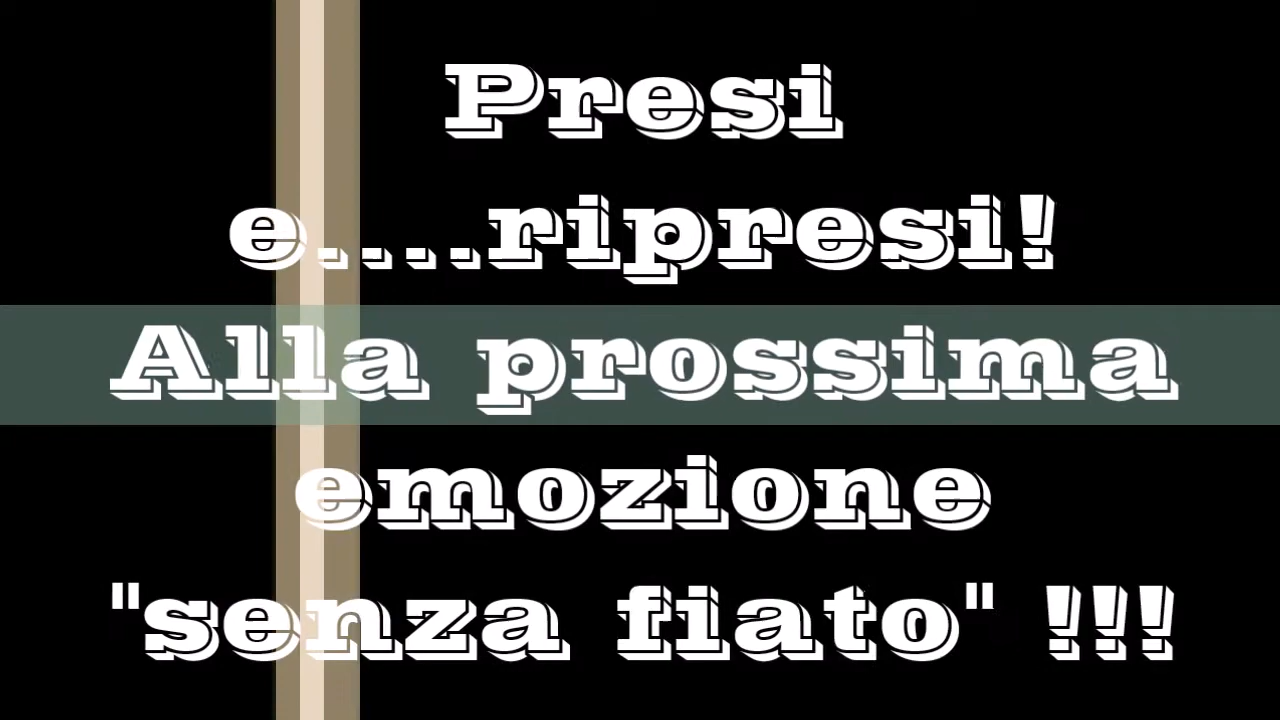 Presi
e....ripresi!
Alla prossima
emozione
"senza fiato" !!!